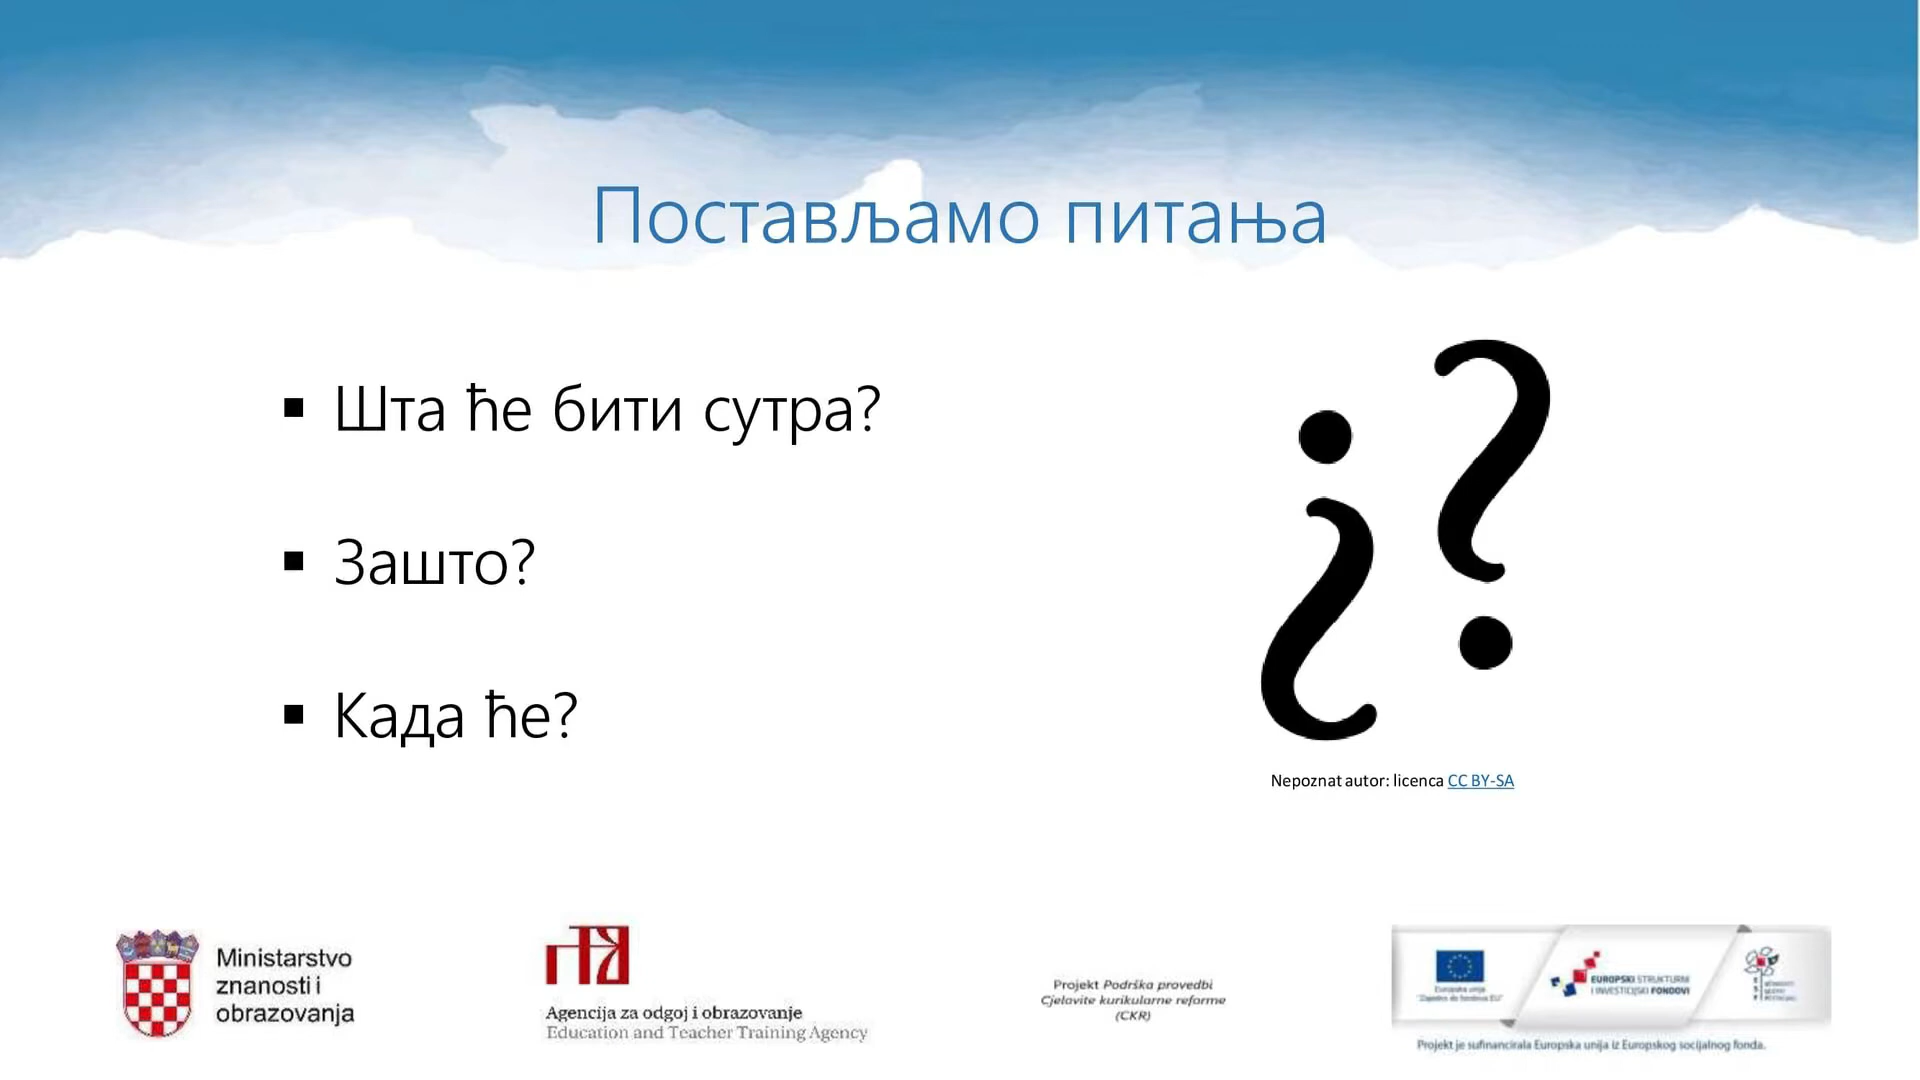 Постављамо питања
Шта ће бити сутра?
Зашто?
Када ће?
Nepoznat autor: licenca CC BY-SA
Ministarstvo
znanosti i
obrazovanja
Agencija za odgoj i obrazovanje
Education and Teacher Training Agency
Projekt Podrška provedbi
Cjelovite kurikularne reforme
(CKR)
EUROPSKI STRUKTURNI
I INVESTICIJSKI FONDOVI
Projekt je sufinancirala Europska unija iz Europskog socijalnog fonda.